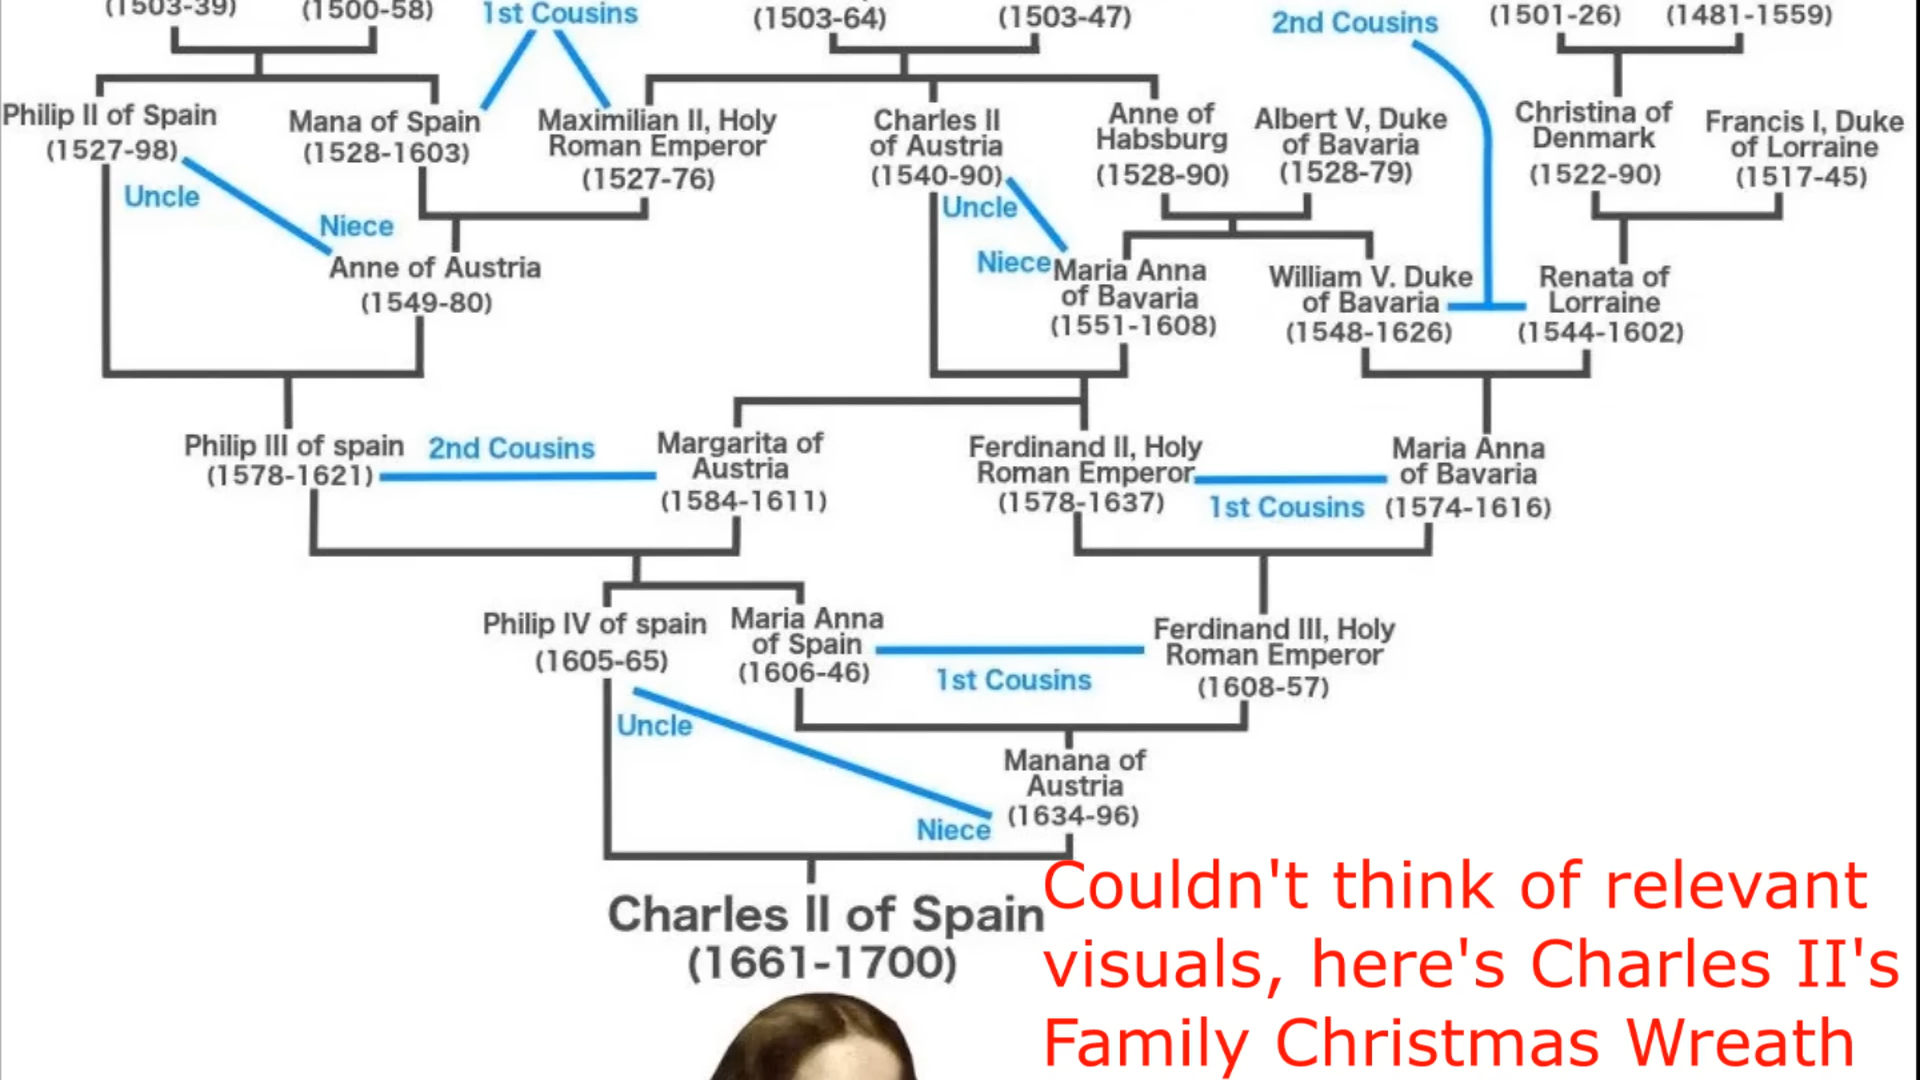 (1503-39)
(1500-58)
1st Cousins
(1503-64)
(1503-47)
2nd Cousins
(1501-26)
(1481-1559)
Philip II of Spain
(1527-98)
Mana of Spain
(1528-1603)
Maximilian II, Holy
Roman Emperor
(1527-76)
Charles II
of Austria
(1540-90)
Anne of
Habsburg
(1528-90)
Albert V, Duke
of Bavaria
(1528-79)
Christina of
Denmark
(1522-90)
Francis I, Duke
of Lorraine
(1517-45)
Uncle
Niece
Uncle
Niece
Anne of Austria
(1549-80)
Maria Anna
of Bavaria
(1551-1608)
William V. Duke
of Bavaria
(1548-1626)
Renata of
Lorraine
(1544-1602)
Philip III of spain
(1578-1621)
2nd Cousins
Margarita of
Austria
(1584-1611)
Ferdinand II, Holy
Roman Emperor
(1578-1637)
1st Cousins
Maria Anna
of Bavaria
(1574-1616)
Philip IV of spain
(1605-65)
Maria Anna
of Spain
(1606-46)
1st Cousins
Ferdinand III, Holy
Roman Emperor
(1608-57)
Uncle
Niece
Manana of
Austria
(1634-96)
Charles II of Spain
(1661-1700)
Couldn't think of relevant
visuals, here's Charles II's
Family Christmas Wreath